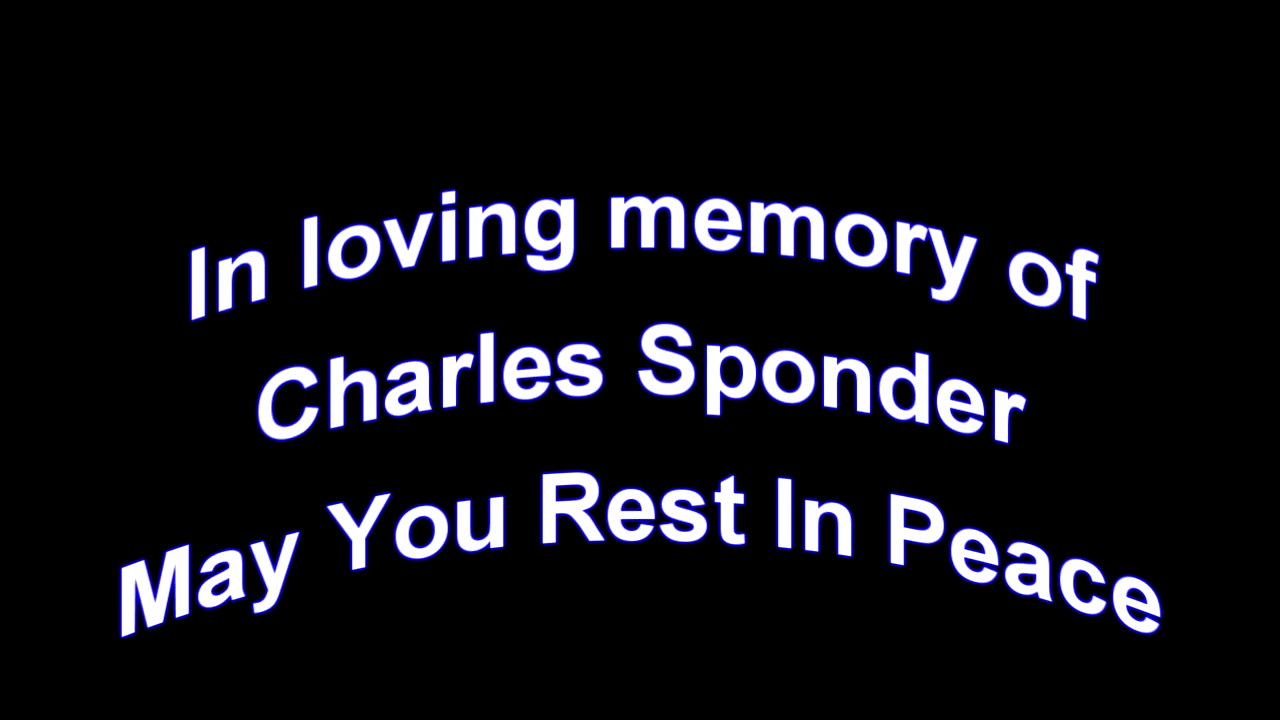 In loving memory of
Charles Sponder
May You Rest In Peace